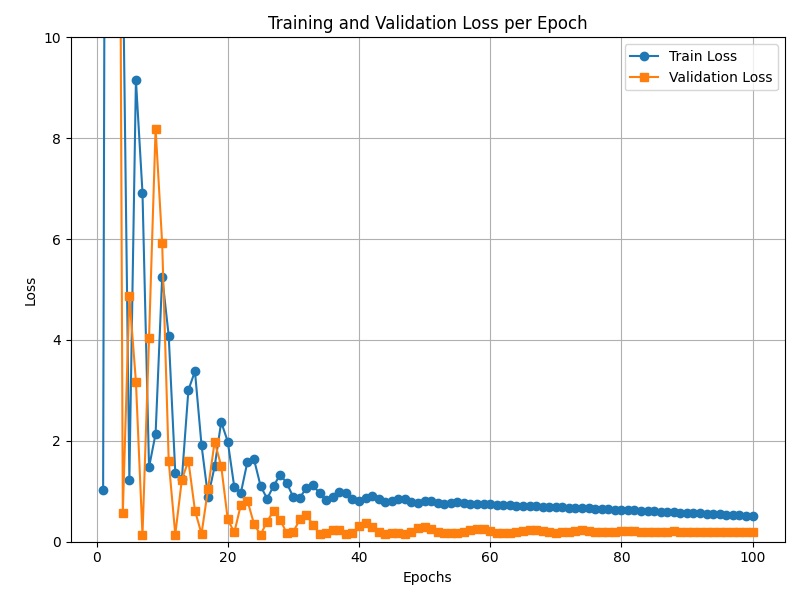 Training and Validation Loss per Epoch
Train Loss
Validation Loss
10
8
6
4
2
0
Loss
0 20 40 60 80 100
Epochs